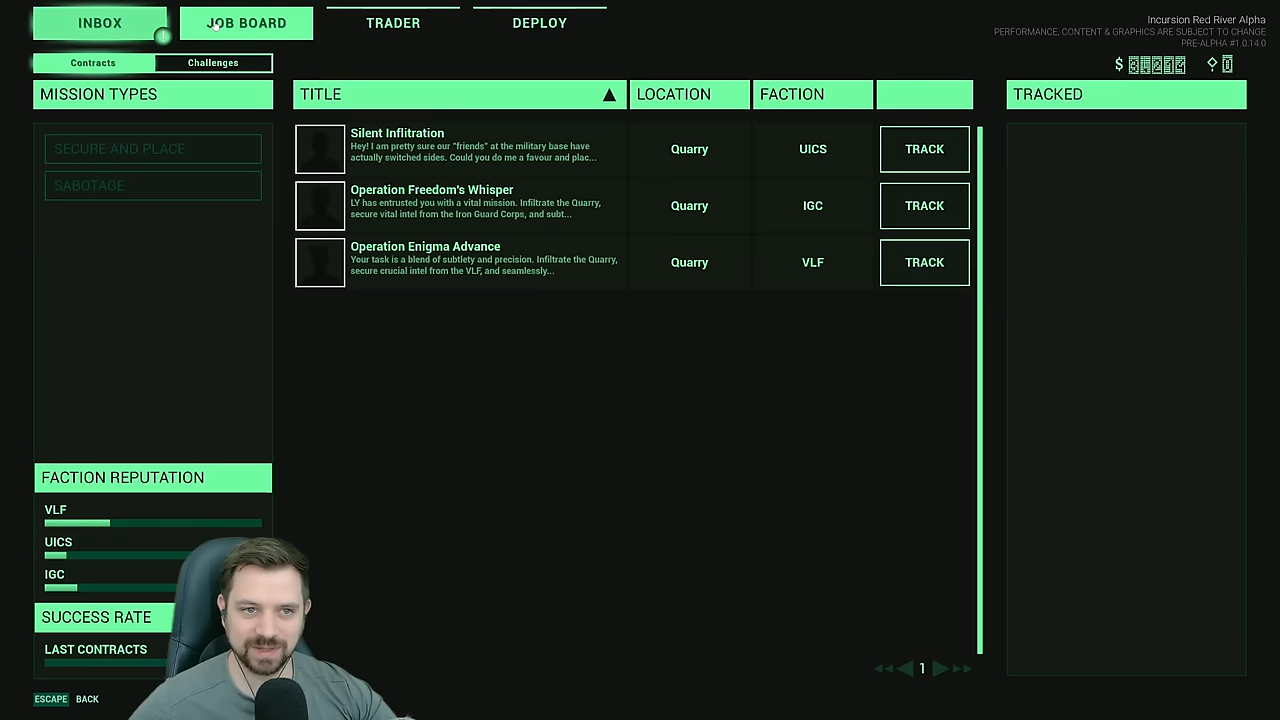 INBOX
JOB BOARD
TRADER
DEPLOY
Incursion Red River Alpha
PERFORMANCE, CONTENT & GRAPHICS ARE SUBJECT TO CHANGE
PRE-ALPHA #1.0.14.0
Contracts
Challenges
$
MISSION TYPES
TITLE
LOCATION
FACTION
TRACKED
SECURE AND PLACE
SABOTAGE
Silent Inflitration
Hey! I am pretty sure our "friends" at the military base have
actually switched sides. Could you do me a favour and plac...
Quarry
UICS
TRACK
Operation Freedom's Whisper
LY has entrusted you with a vital mission. Infiltrate the Quarry,
secure vital intel from the Iron Guard Corps, and subt...
Quarry
IGC
TRACK
Operation Enigma Advance
Your task is a blend of subtlety and precision. Infiltrate the Quarry,
secure crucial intel from the VLF, and seamlessly...
Quarry
VLF
TRACK
FACTION REPUTATION
VLF
UICS
IGC
SUCCESS RATE
LAST CONTRACTS
1
ESCAPE BACK